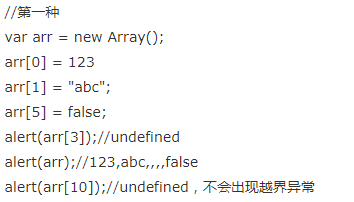 //第一种
var arr = new Array();
arr[0] = 123
arr[1] = "abc";
arr[5] = false;
alert(arr[3]);//undefined
alert(arr);//123,abc,,,,false
alert(arr[10]);//undefined，不会出现越界异常